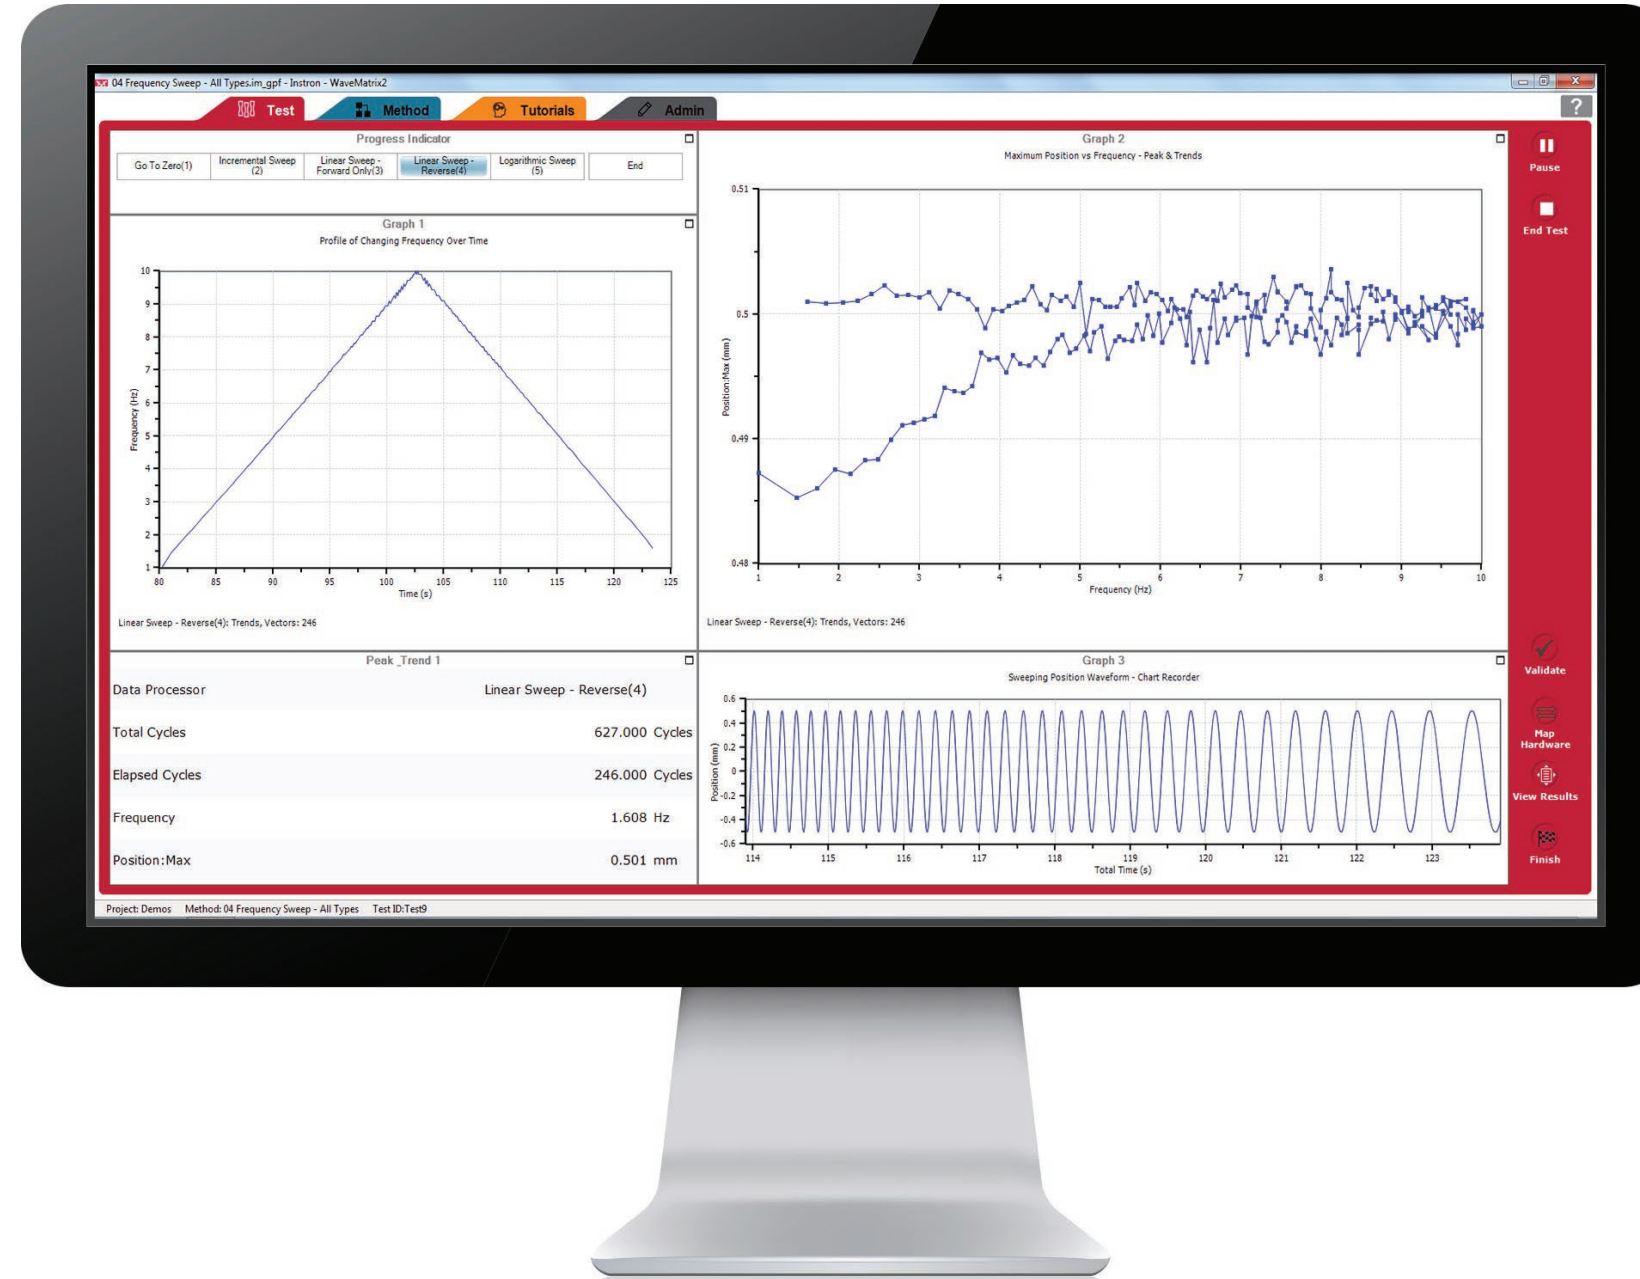 04 Frequency Sweep - All Types.im_gpf - Instron - WaveMatrix2
Test
Method
Tutorials
Admin
?
Progress Indicator
Go To Zero(1)
Incremental Sweep
(2)
Linear Sweep -
Forward Only(3)
Linear Sweep -
Reverse(4)
Logarithmic Sweep
(5)
End
Graph 1
Profile of Changing Frequency Over Time
Frequency (Hz)
10
9
8
7
6
5
4
3
2
1
80 85 90 95 100 105 110 115 120 125
Time (s)
Linear Sweep - Reverse(4): Trends, Vectors: 246
Graph 2
Maximum Position vs Frequency - Peak & Trends
Position:Max (mm)
0.51
0.5
0.49
0.48
1 2 3 4 5 6 7 8 9 10
Frequency (Hz)
Linear Sweep - Reverse(4): Trends, Vectors: 246
Peak _Trend 1
Data Processor Linear Sweep - Reverse(4)
Total Cycles 627.000 Cycles
Elapsed Cycles 246.000 Cycles
Frequency 1.608 Hz
Position:Max 0.501 mm
Graph 3
Sweeping Position Waveform - Chart Recorder
Position (mm)
0.6
0.4
0.2
0
-0.2
-0.4
-0.6
114 115 116 117 118 119 120 121 122 123
Total Time (s)
Pause
End Test
Validate
Map
Hardware
View Results
Finish
Project: Demos Method: 04 Frequency Sweep - All Types Test ID:Test9